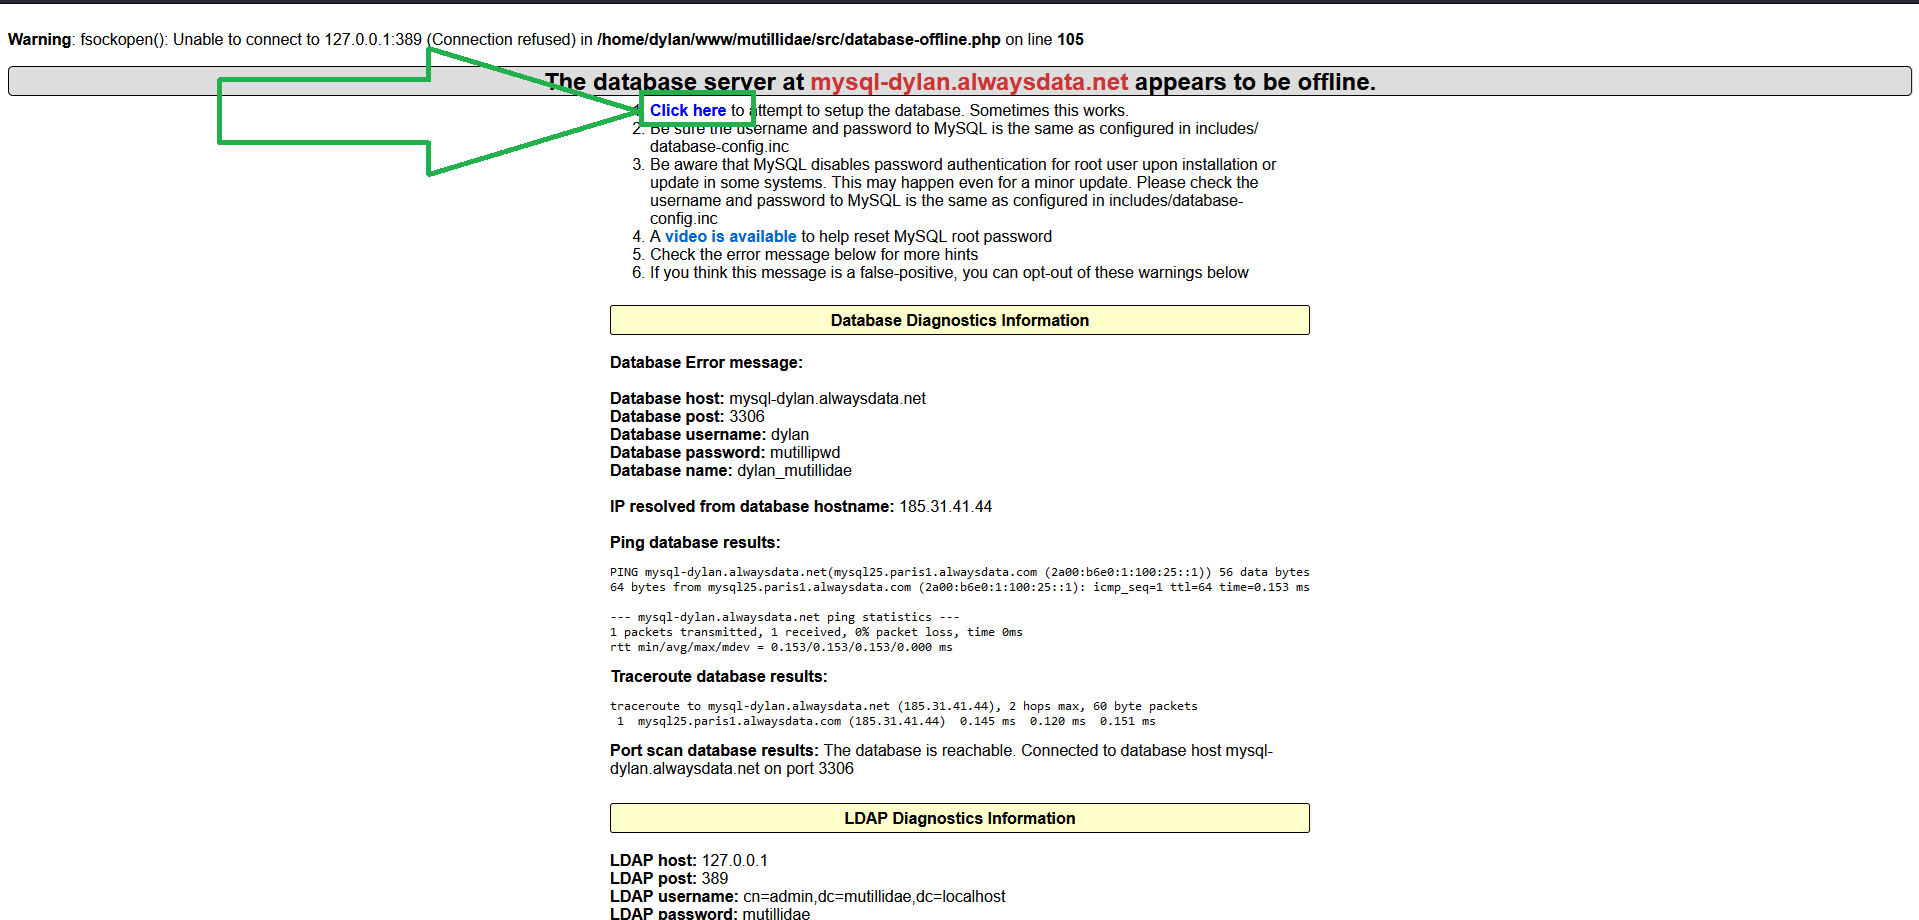 Warning: fsockopen(): Unable to connect to 127.0.0.1:389 (Connection refused) in /home/dylan/www/mutillidae/src/database-offline.php on line 105
The database server at mysql-dylan.alwaysdata.net appears to be offline.
1. Click here to attempt to setup the database. Sometimes this works.
2. Be sure the username and password to MySQL is the same as configured in includes/
database-config.inc
3. Be aware that MySQL disables password authentication for root user upon installation or
update in some systems. This may happen even for a minor update. Please check the
username and password to MySQL is the same as configured in includes/database-
config.inc
4. A video is available to help reset MySQL root password
5. Check the error message below for more hints
6. If you think this message is a false-positive, you can opt-out of these warnings below
Database Diagnostics Information
Database Error message:
Database host: mysql-dylan.alwaysdata.net
Database post: 3306
Database username: dylan
Database password: mutillipwd
Database name: dylan_mutillidae
IP resolved from database hostname: 185.31.41.44
Ping database results:
PING mysql-dylan.alwaysdata.net(mysql25.paris1.alwaysdata.com (2a00:b6e0:1:100:25::1)) 56 data bytes
64 bytes from mysql25.paris1.alwaysdata.com (2a00:b6e0:1:100:25::1): icmp_seq=1 ttl=64 time=0.153 ms
--- mysql-dylan.alwaysdata.net ping statistics ---
1 packets transmitted, 1 received, 0% packet loss, time 0ms
rtt min/avg/max/mdev = 0.153/0.153/0.153/0.000 ms
Traceroute database results:
traceroute to mysql-dylan.alwaysdata.net (185.31.41.44), 2 hops max, 60 byte packets
1 mysql25.paris1.alwaysdata.com (185.31.41.44) 0.145 ms 0.120 ms 0.151 ms
Port scan database results: The database is reachable. Connected to database host mysql-
dylan.alwaysdata.net on port 3306
LDAP Diagnostics Information
LDAP host: 127.0.0.1
LDAP post: 389
LDAP username: cn=admin,dc=mutillidae,dc=localhost
LDAP password: mutillidae